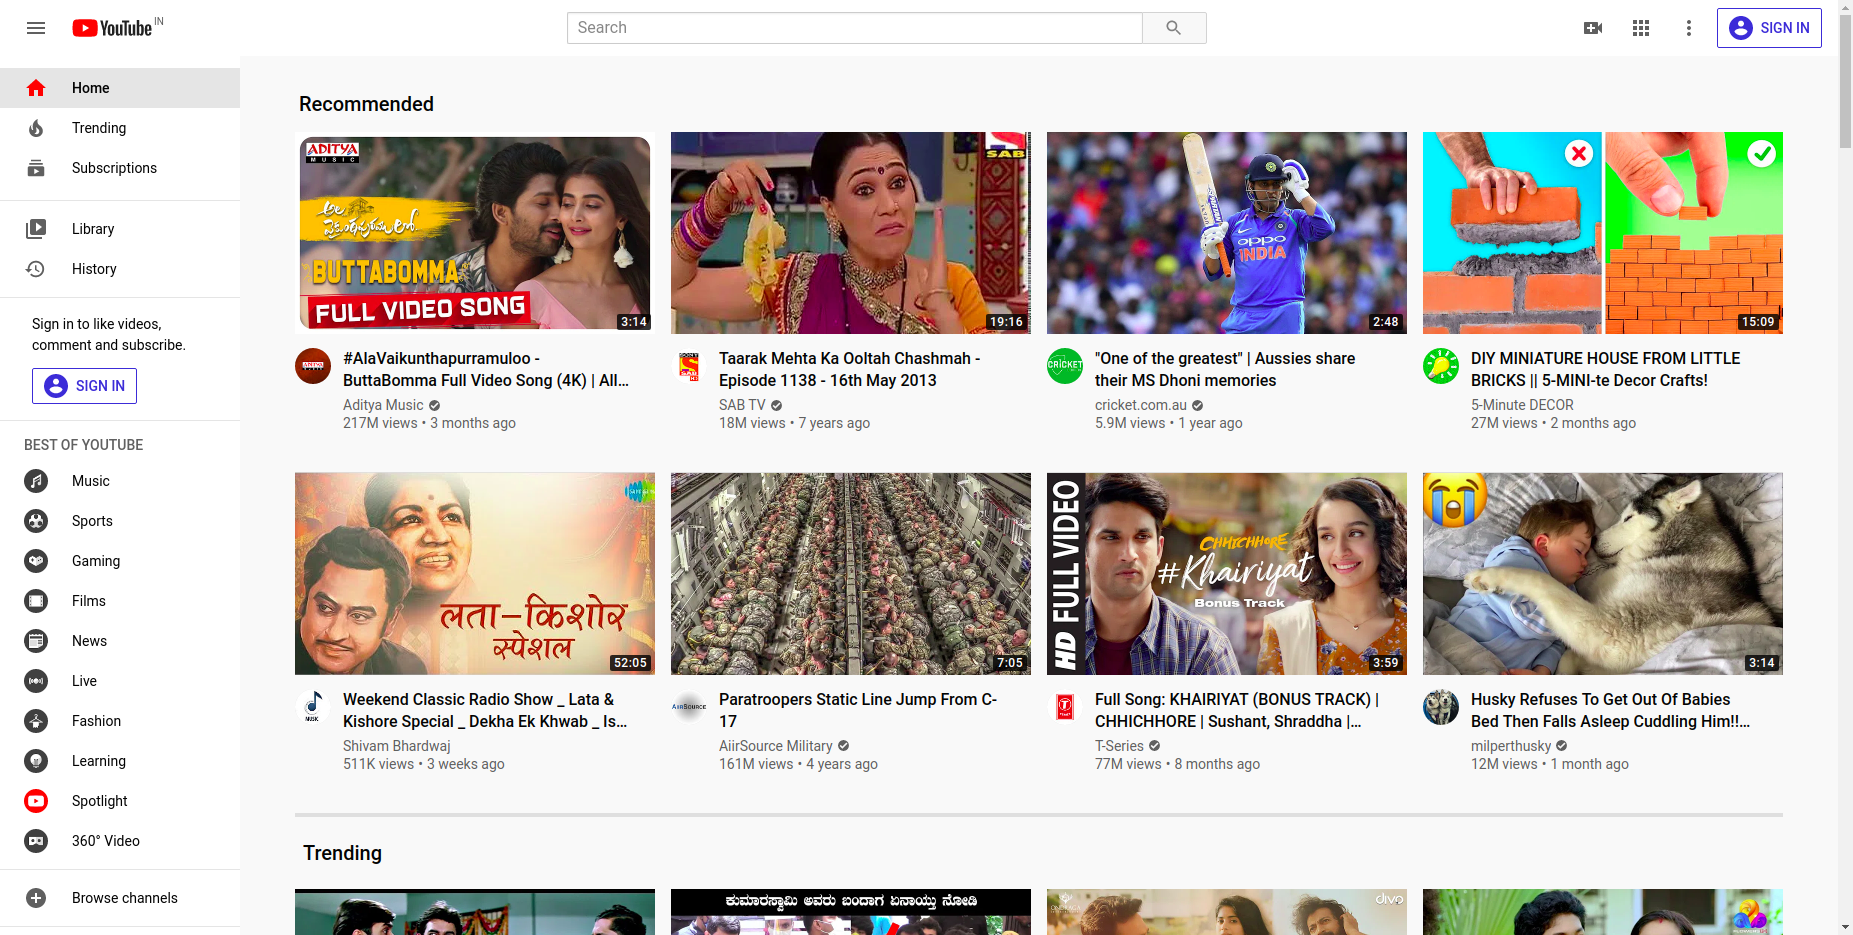 YouTube IN
Search
SIGN IN
Home
Trending
Subscriptions
Library
History
Sign in to like videos,
comment and subscribe.
SIGN IN
BEST OF YOUTUBE
Music
Sports
Gaming
Films
News
Live
Fashion
Learning
Spotlight
360° Video
Browse channels
Recommended
ADITYA
MUSIC
అల
వైకుంఠపురములో
BUTTABOMMA
FULL VIDEO SONG
3:14
#AlaVaikunthapurramuloo -
ButtaBomma Full Video Song (4K) | All...
Aditya Music
217M views • 3 months ago
SAB
19:16
Taarak Mehta Ka Ooltah Chashmah -
Episode 1138 - 16th May 2013
SAB TV
18M views • 7 years ago
oppo
INDIA
2:48
CRICKET
"One of the greatest" | Aussies share
their MS Dhoni memories
cricket.com.au
5.9M views • 1 year ago
15:09
DIY MINIATURE HOUSE FROM LITTLE
BRICKS || 5-MINI-te Decor Crafts!
5-Minute DECOR
27M views • 2 months ago
लता-किशोर
स्पेशल
52:05
MUSIC
Weekend Classic Radio Show _ Lata &
Kishore Special _ Dekha Ek Khwab _ Is...
Shivam Bhardwaj
511K views • 3 weeks ago
7:05
AIIRSOURCE
Paratroopers Static Line Jump From C-
17
AiirSource Military
161M views • 4 years ago
HD FULL VIDEO
CHHICHHORE
#Khairiyat
Bonus Track
3:59
Full Song: KHAIRIYAT (BONUS TRACK) |
CHHICHHORE | Sushant, Shraddha |...
T-Series
77M views • 8 months ago
3:14
Husky Refuses To Get Out Of Babies
Bed Then Falls Asleep Cuddling Him!!...
milperthusky
12M views • 1 month ago
Trending
ಕುಮಾರಸ್ವಾಮಿ ಅವರು ಬಂದಾಗ ಏನಾಯ್ತು ನೋಡಿ
divo